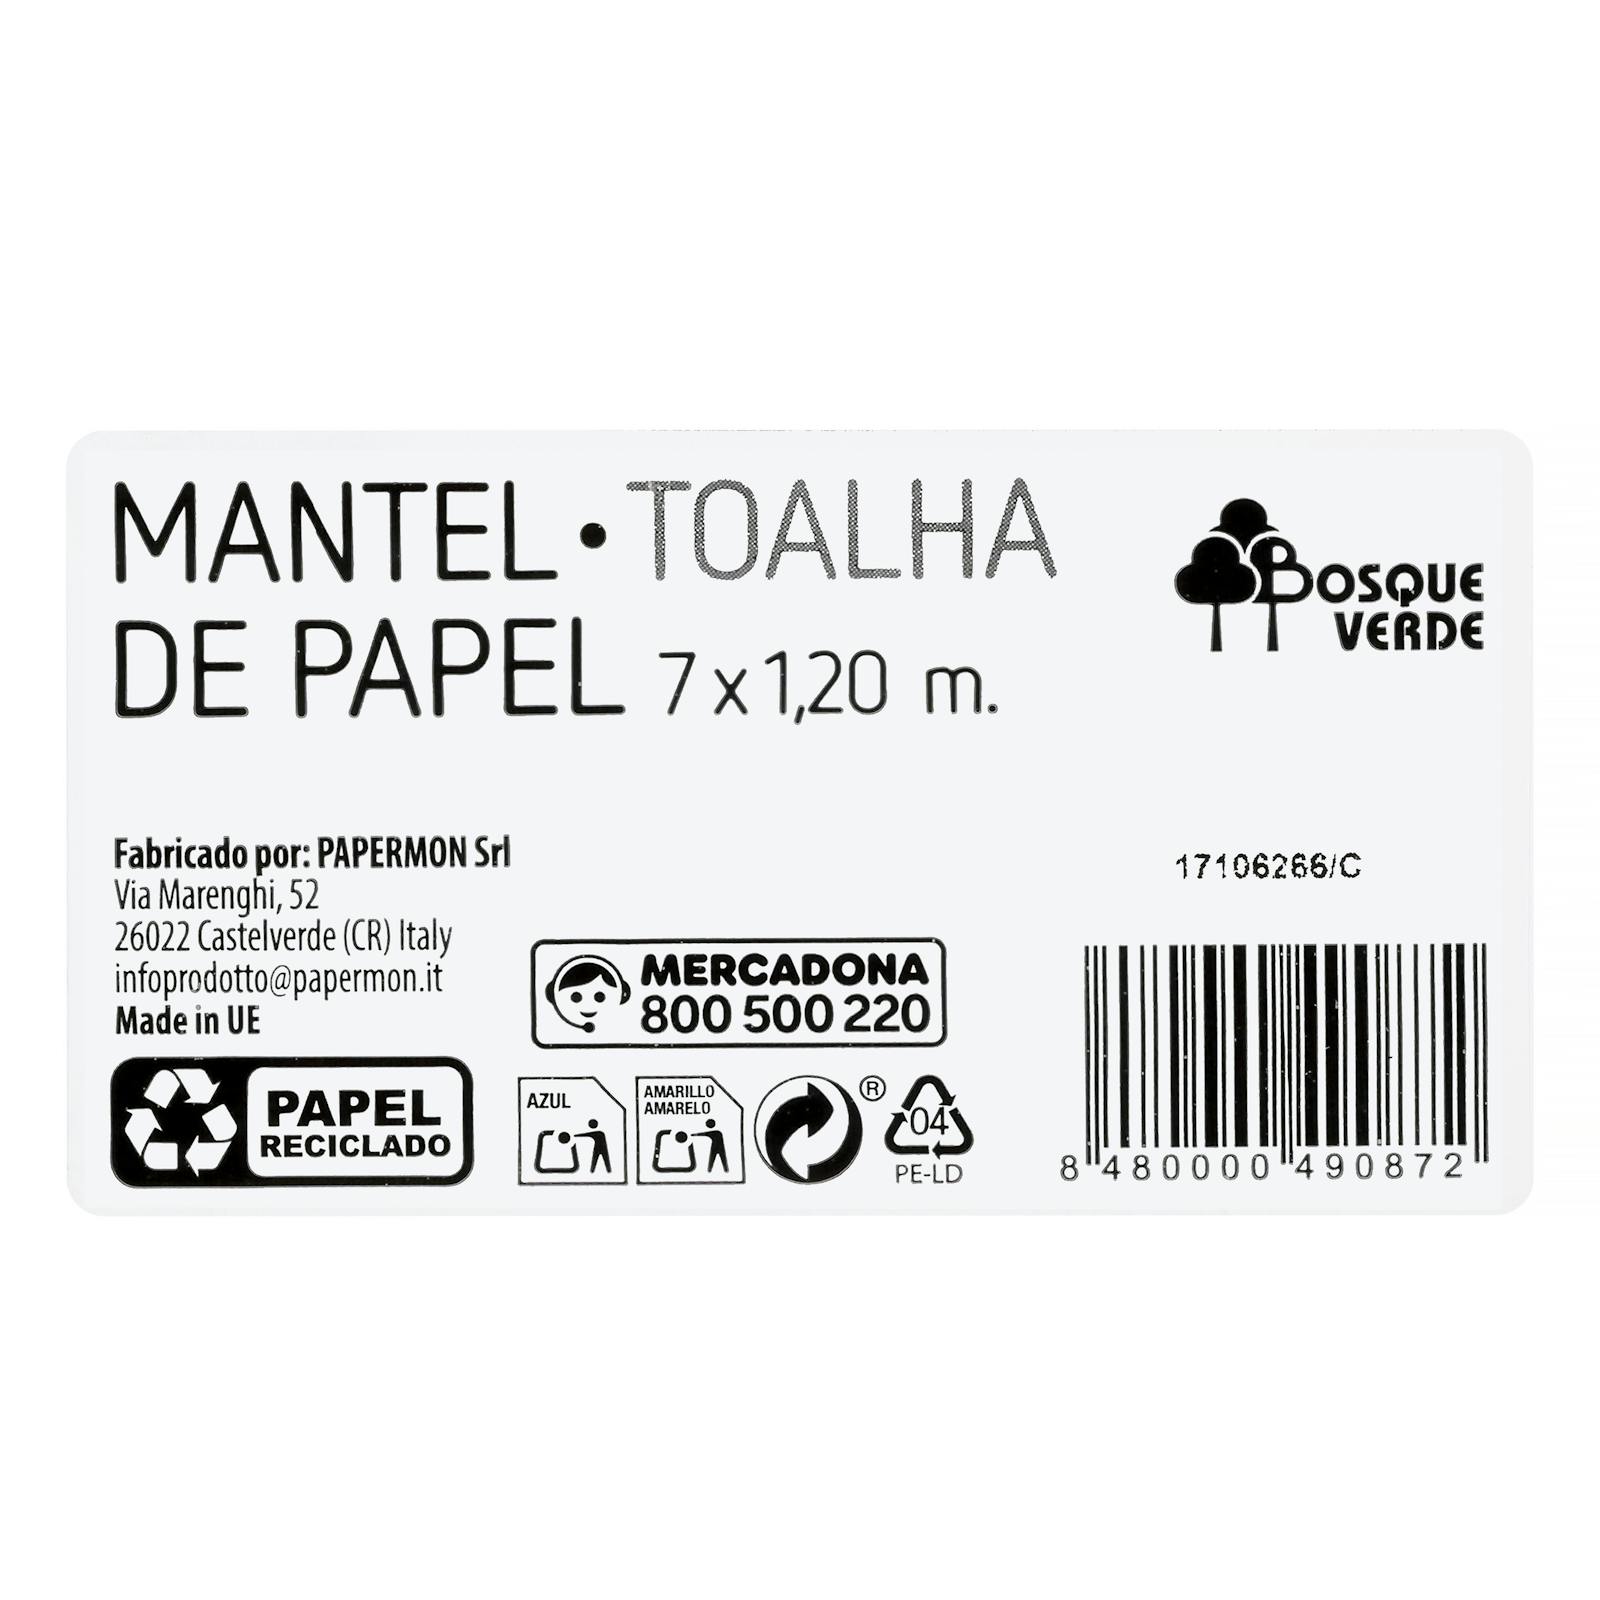 MANTEL • TOALHA
DE PAPEL 7 x 1,20 m.
BOSQUE
VERDE
Fabricado por: PAPERMON Srl
Via Marenghi, 52
26022 Castelverde (CR) Italy
infoprodotto@papermon.it
Made in UE
17106266/C
MERCADONA
800 500 220
PAPEL
RECICLADO
AZUL
AMARILLO
AMARELO
®
04
PE-LD
8 480000 490872